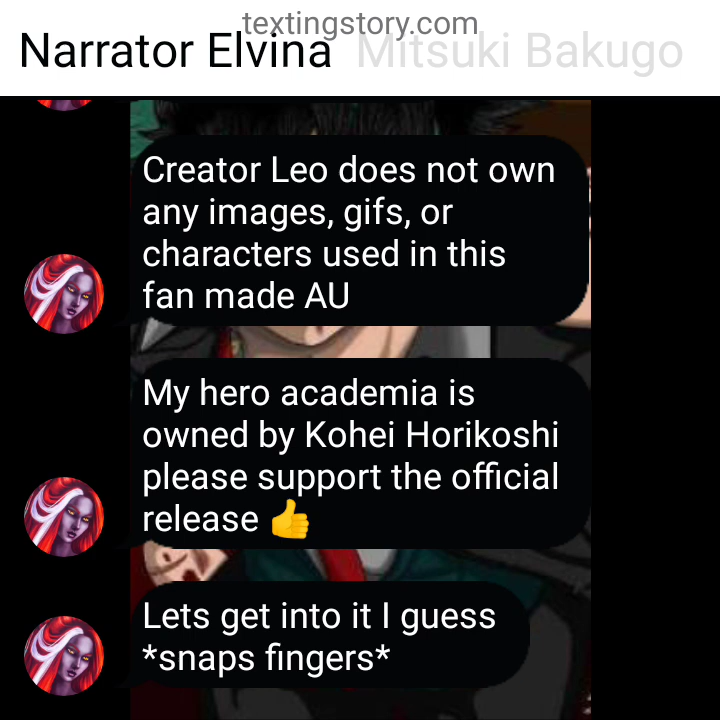 textingstory.com
Narrator Elvina Mitsuki Bakugo
Creator Leo does not own
any images, gifs, or
characters used in this
fan made AU
My hero academia is
owned by Kohei Horikoshi
please support the official
release 👍
Lets get into it I guess
*snaps fingers*